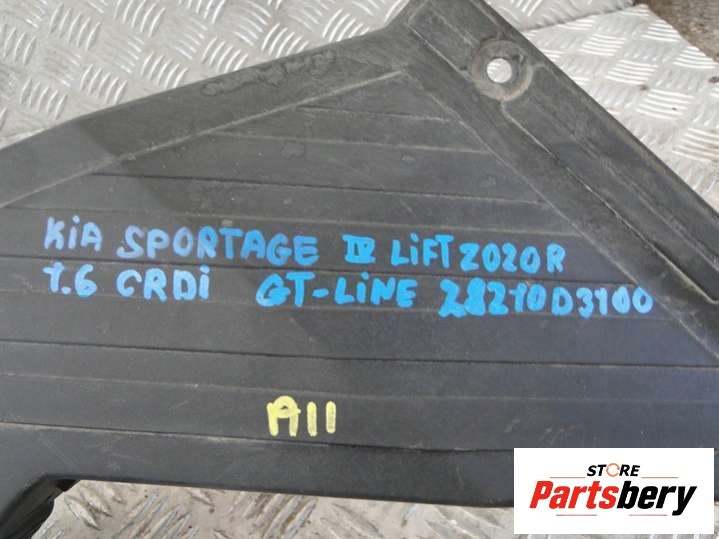 KiA SPORTAGE IV LiFT 2020R
1.6 CRDi GT-LiNE 28210D3100
A11
STORE
Partsbery